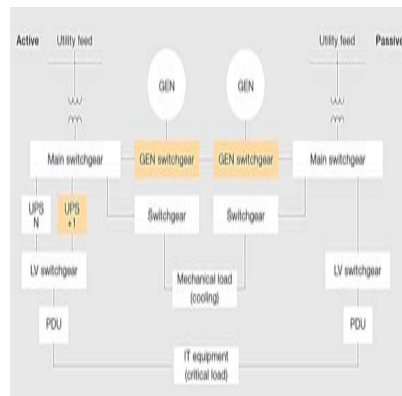 Active
Utility feed
Utility feed
Passive
GEN
GEN
Main switchgear
GEN switchgear
GEN switchgear
Main switchgear
UPS
N
UPS
+1
Switchgear
Switchgear
LV switchgear
Mechanical load
(cooling)
LV switchgear
PDU
PDU
IT equipment
(critical load)